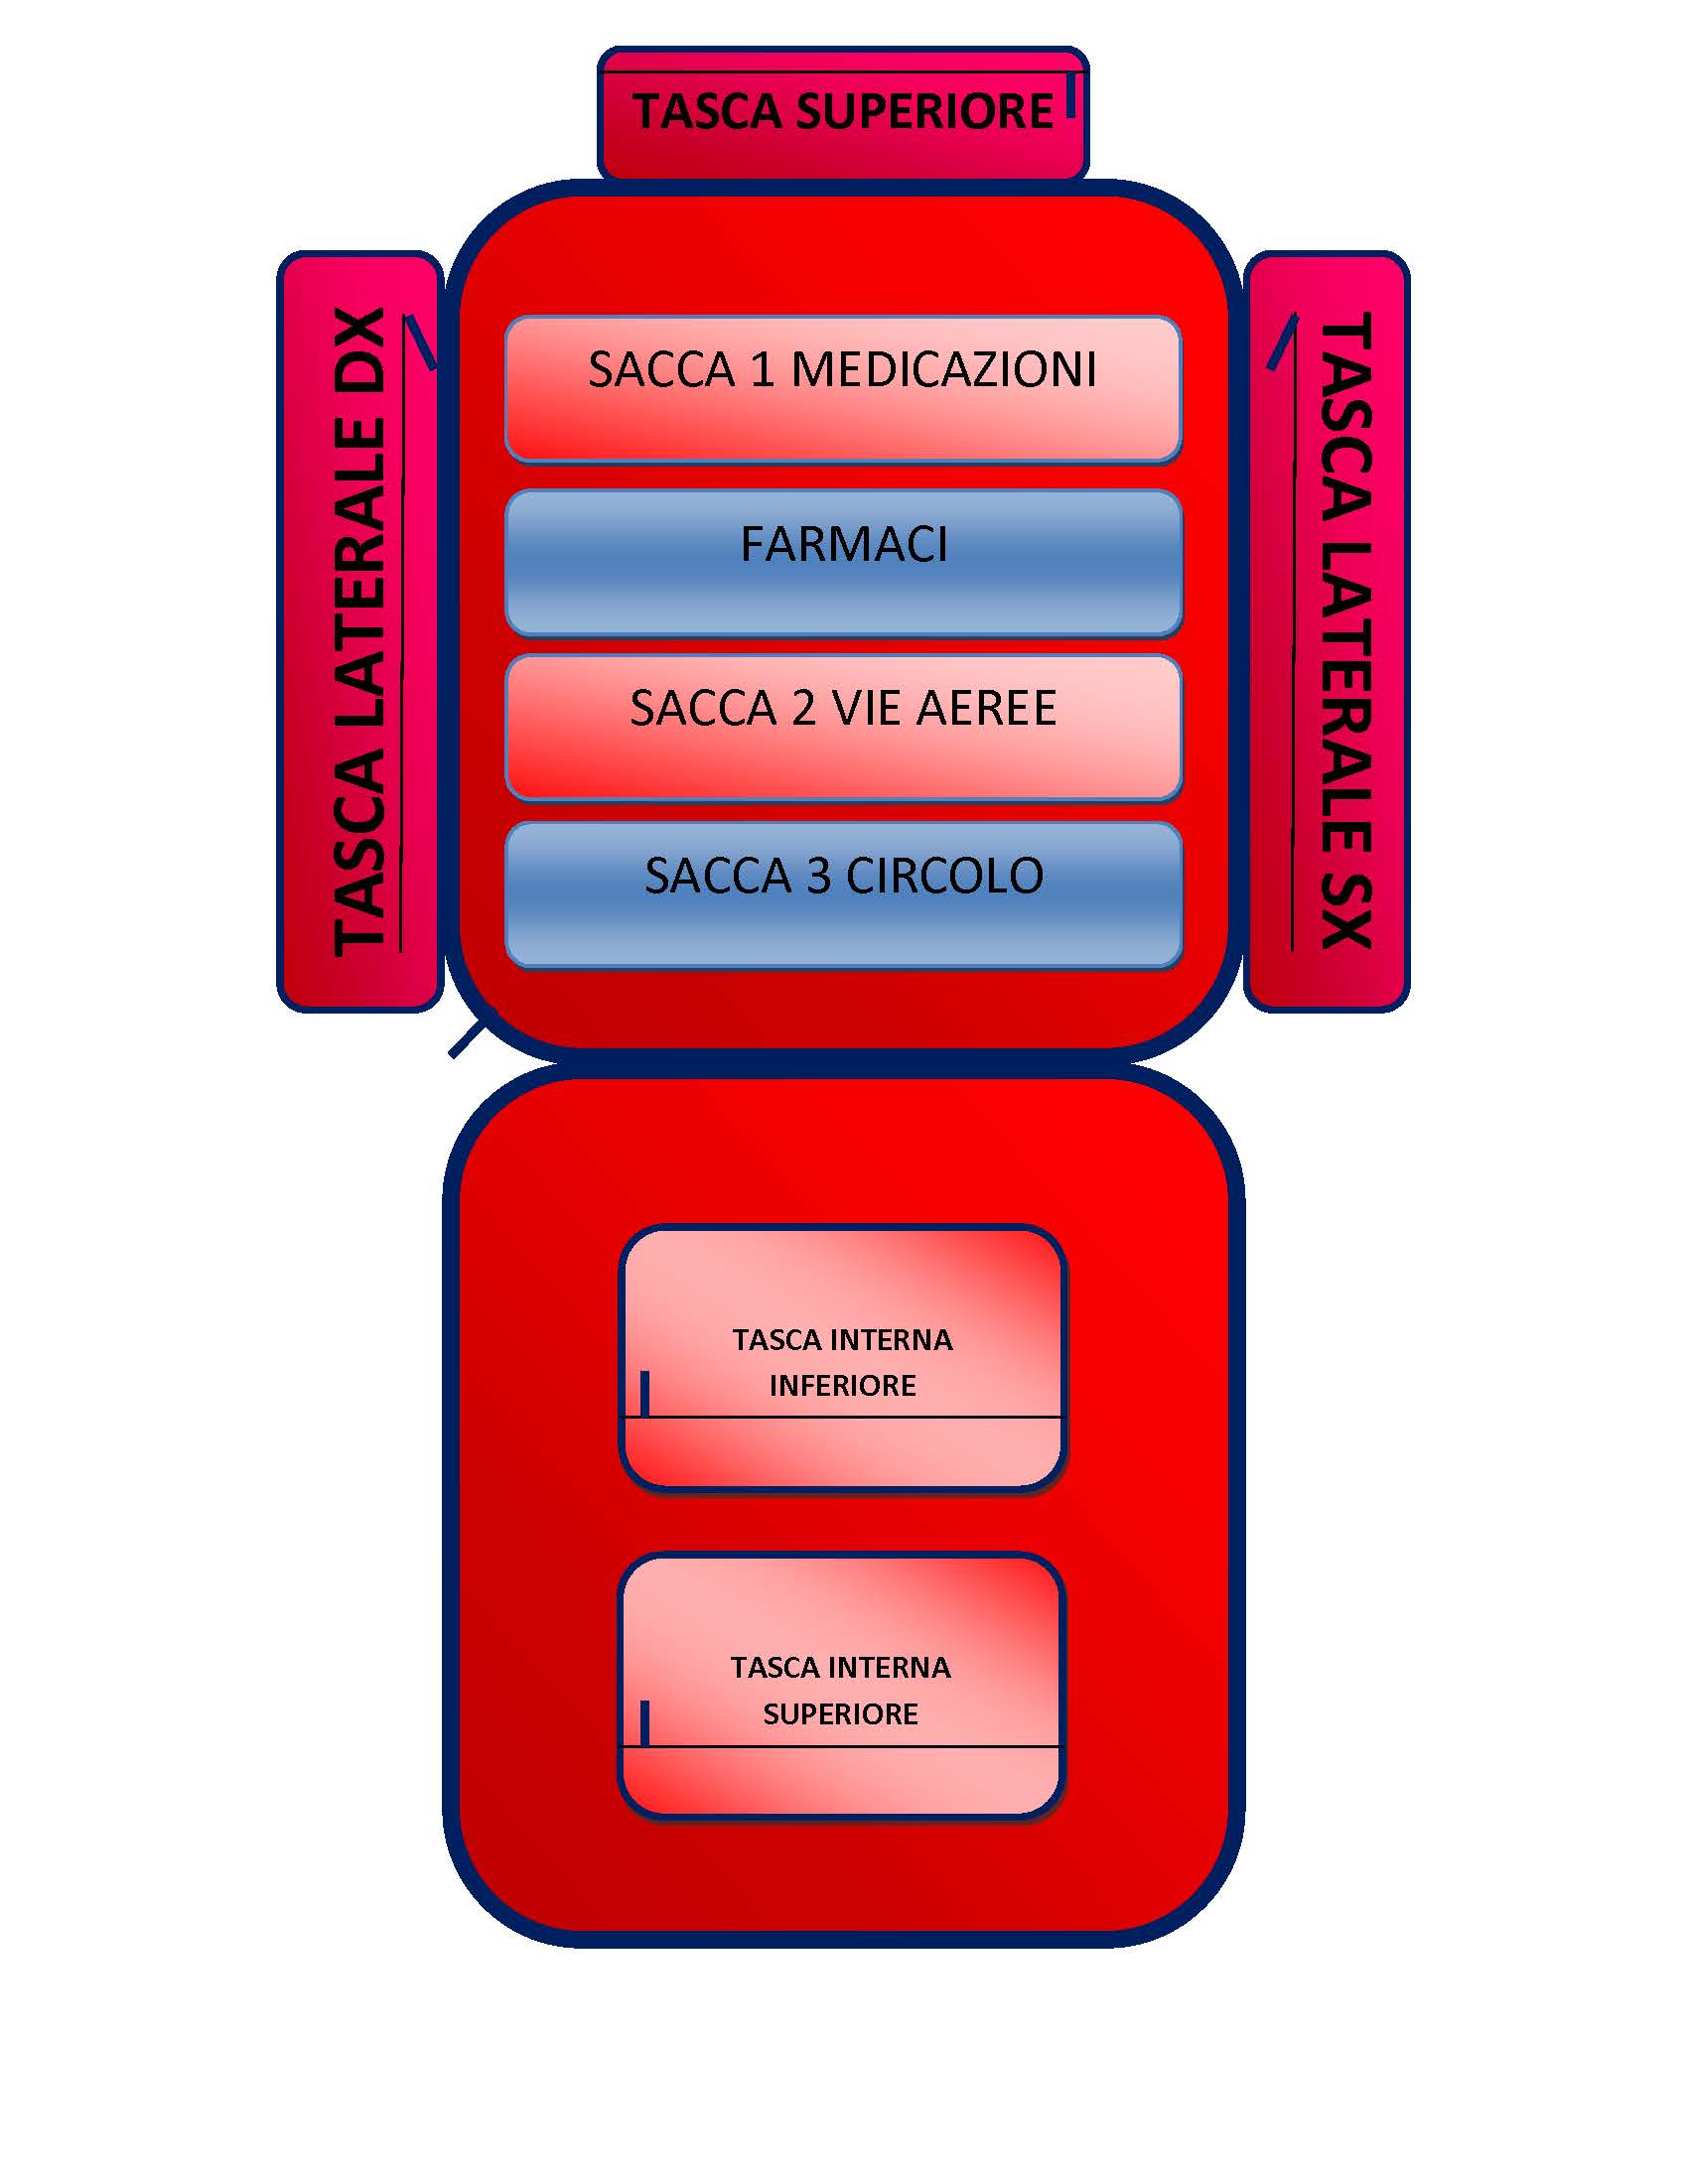 TASCA SUPERIORE
TASCA LATERALE DX
SACCA 1 MEDICAZIONI
FARMACI
SACCA 2 VIE AEREE
SACCA 3 CIRCOLO
TASCA LATERALE SX
TASCA INTERNA
INFERIORE
TASCA INTERNA
SUPERIORE